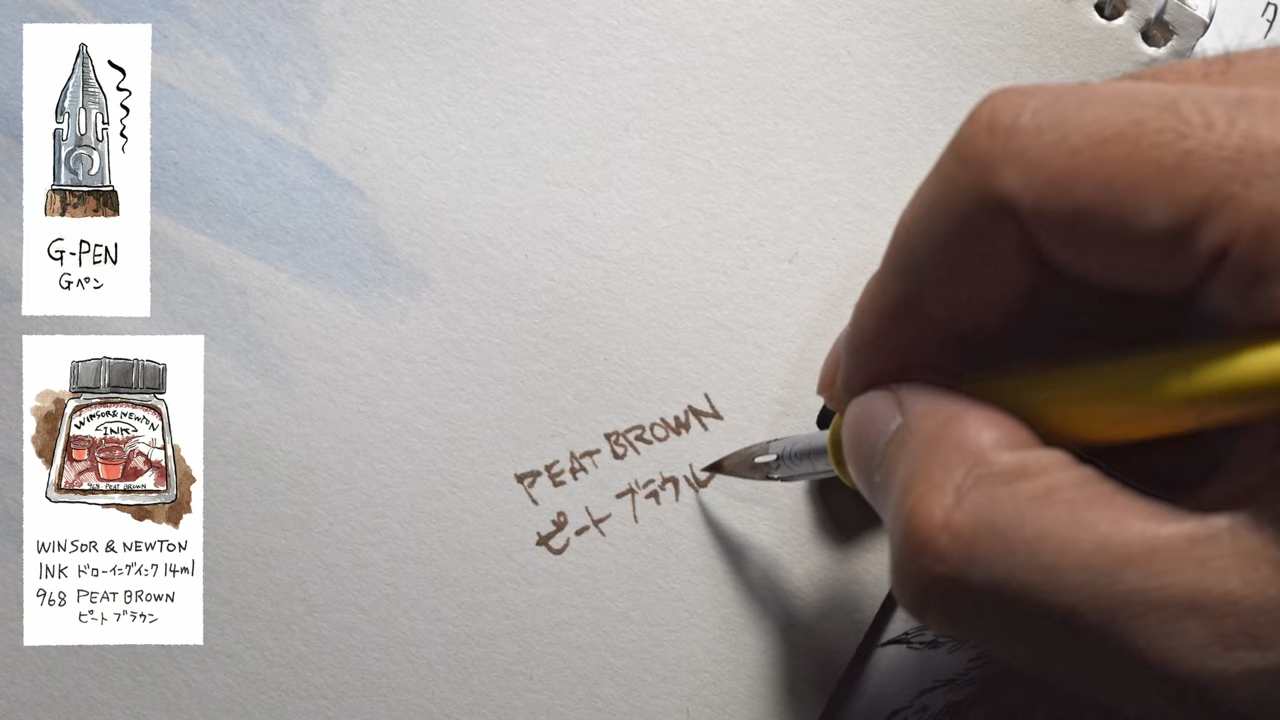 G-PEN
Gペン
WINSOR & NEWTON
INK
968 PEAT BROWN
WINSOR & NEWTON
INK ドローイングインク 14ml
968 PEAT BROWN
ピート ブラウン
PEAT BROWN
ピート ブラウ
タ